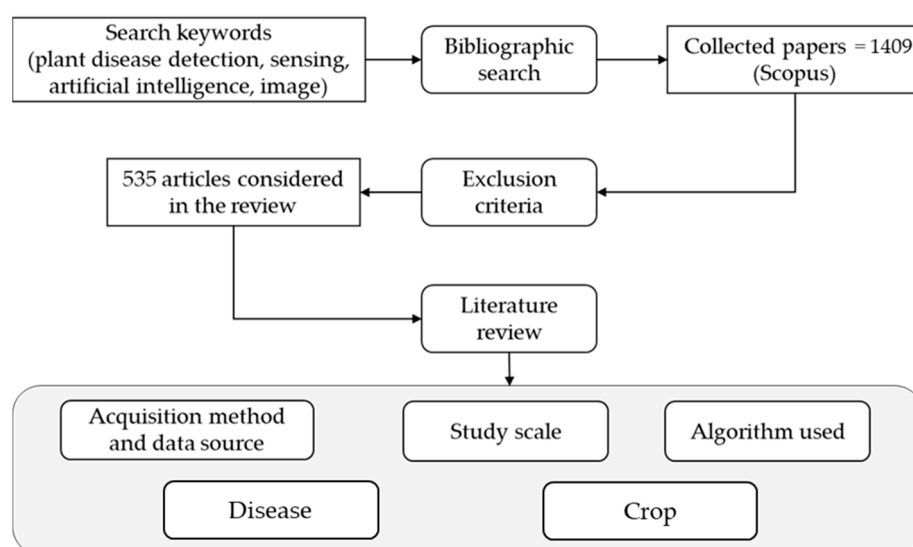 Search keywords
(plant disease detection, sensing,
artificial intelligence, image)
Bibliographic
search
Collected papers = 1409
(Scopus)
535 articles considered
in the review
Exclusion
criteria
Literature
review
Acquisition method
and data source
Study scale
Algorithm used
Disease
Crop